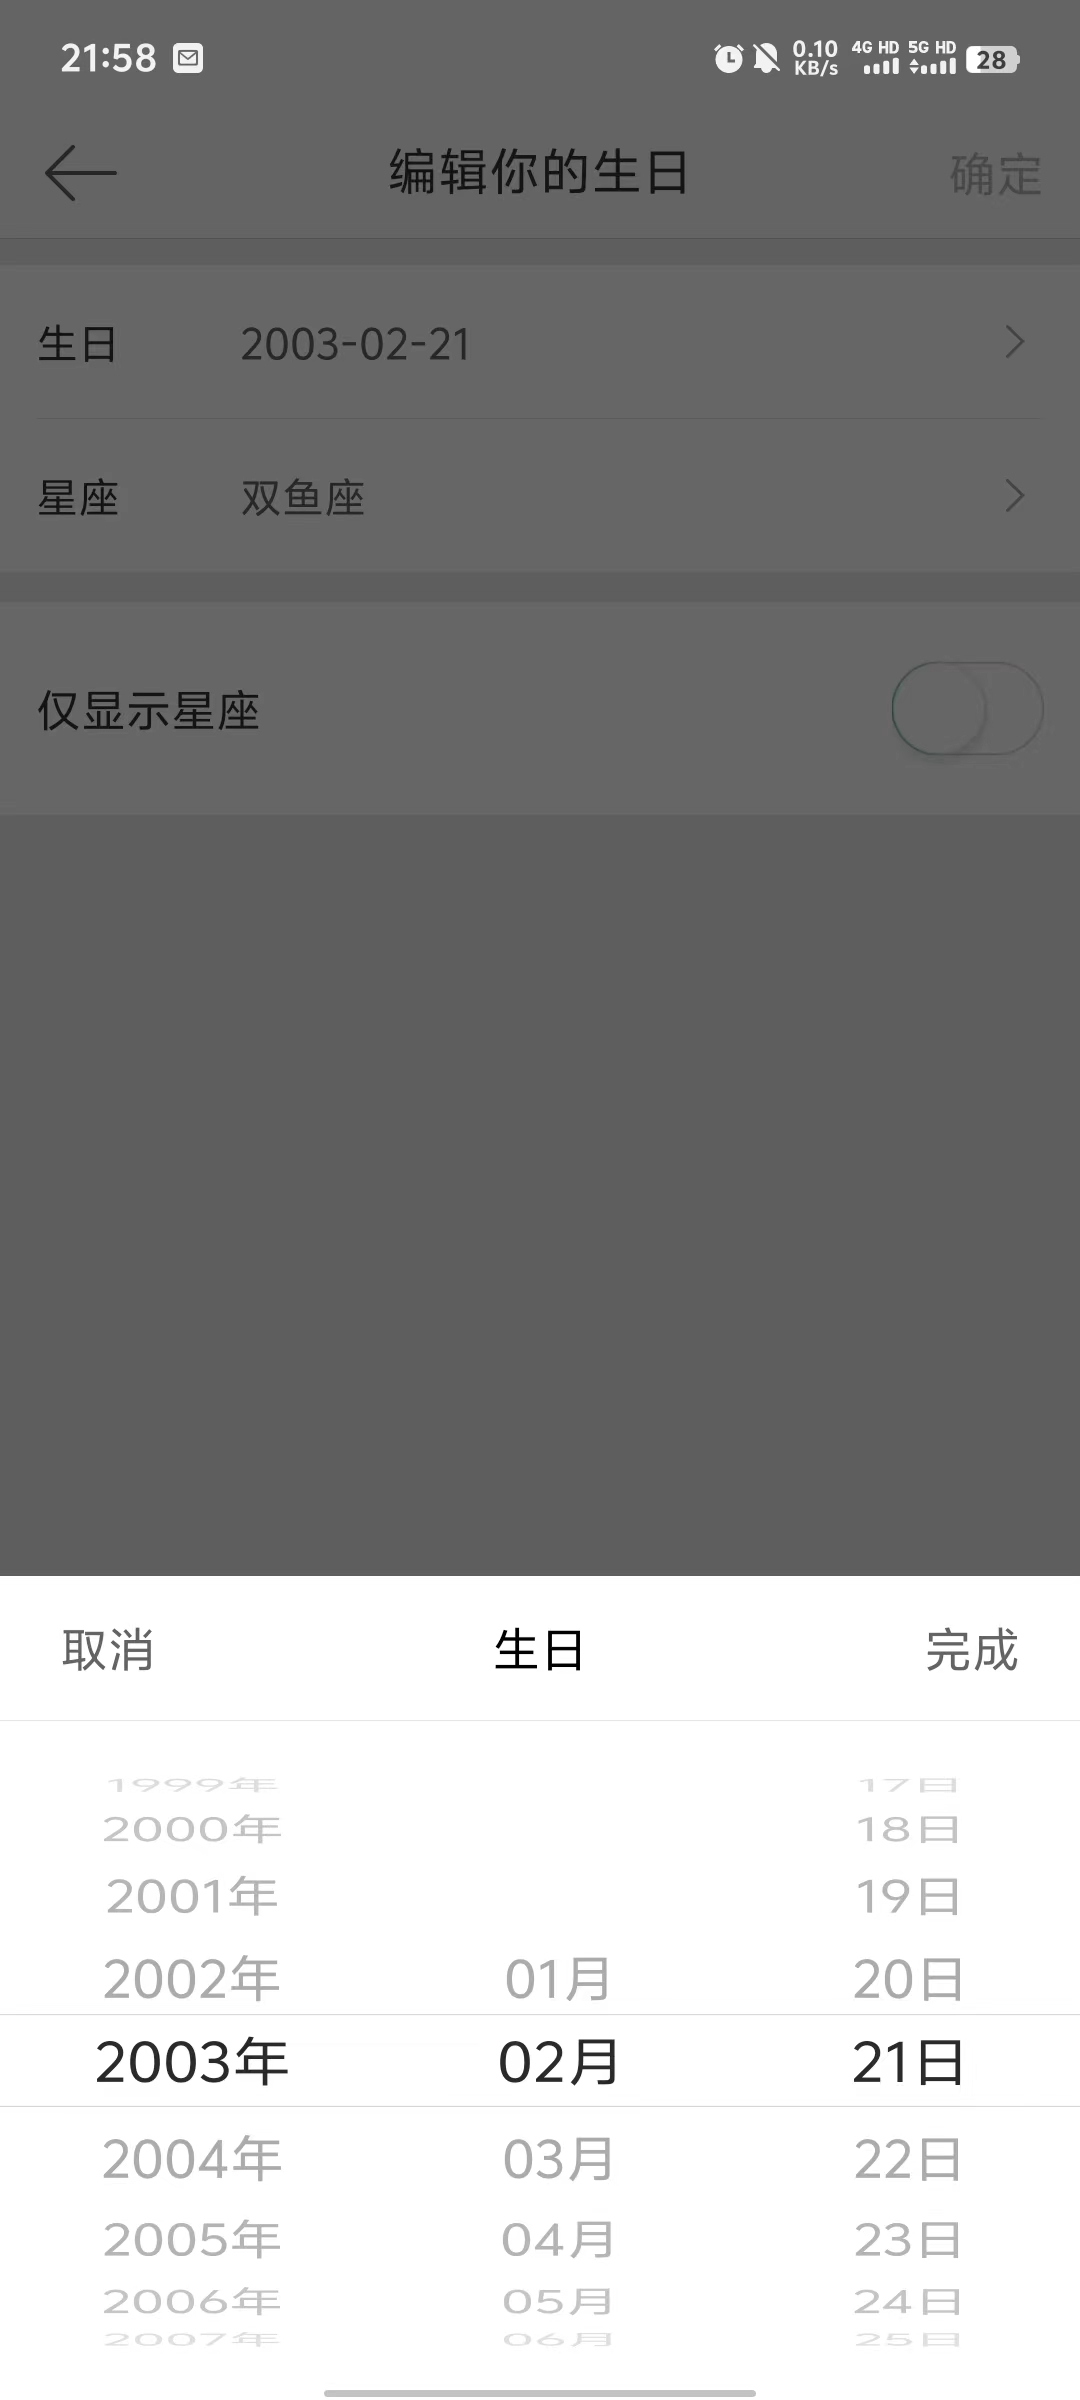 21:58
0.10 KB/s 4G HD 5G HD 28
编辑你的生日
确定
生日 2003-02-21
星座 双鱼座
仅显示星座
取消 生日 完成
1999年 17日
2000年 18日
2001年 19日
2002年 01月 20日
2003年 02月 21日
2004年 03月 22日
2005年 04月 23日
2006年 05月 24日
2007年 06月 25日